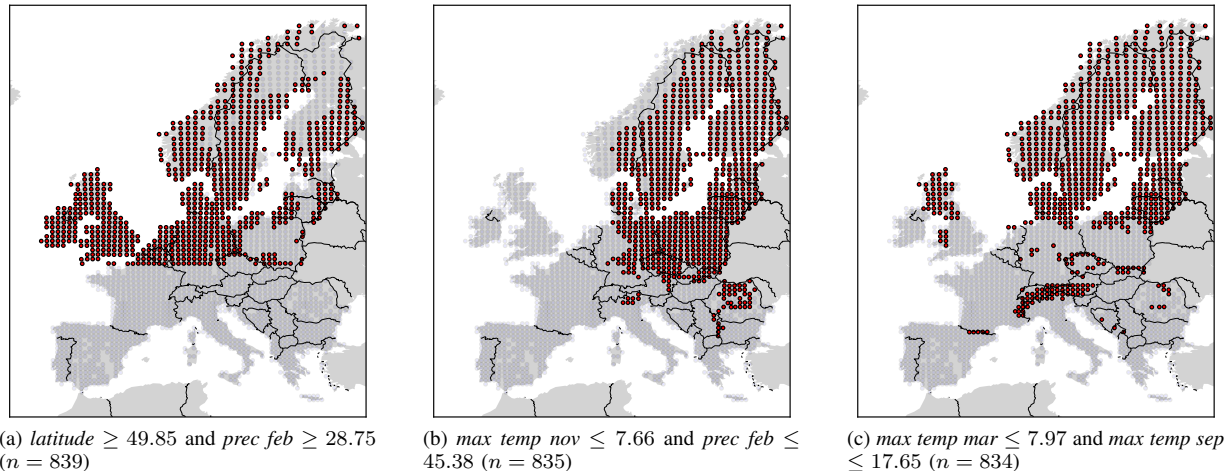 (a) latitude ≥ 49.85 and prec feb ≥ 28.75
(n = 839)
(b) max temp nov ≤ 7.66 and prec feb ≤
45.38 (n = 835)
(c) max temp mar ≤ 7.97 and max temp sep
≤ 17.65 (n = 834)